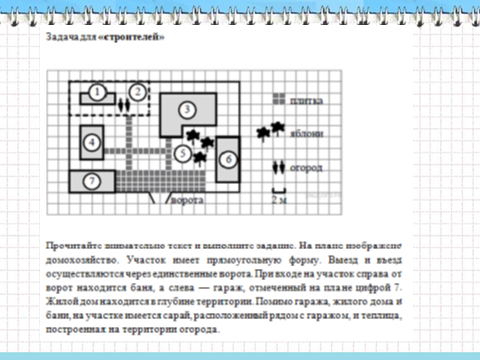 Задача для «строителей»
1
2
3
плитка
4
яблони
5
6
огород
7
ворота
2 м
Прочитайте внимательно текст и выполните задание. На плане изображено
домохозяйство. Участок имеет прямоугольную форму. Выезд и въезд
осуществляются через единственные ворота. При входе на участок справа от
ворот находится баня, а слева — гараж, отмеченный на плане цифрой 7.
Жилой дом находится в глубине территории. Помимо гаража, жилого дома и
бани, на участке имеется сарай, расположенный рядом с гаражом, и теплица,
построенная на территории огорода.